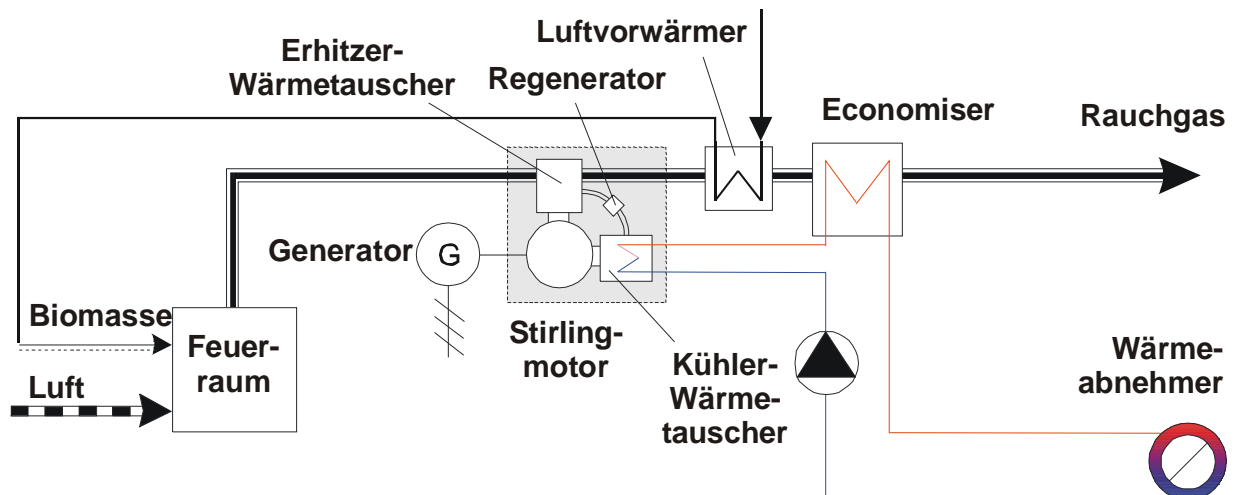 Luftvorwärmer
Erhitzer-
Wärmetauscher
Regenerator
Economiser
Rauchgas
Generator
G
Biomasse
Feuer-
raum
Luft
Stirling-
motor
Kühler-
Wärme-
tauscher
Wärme-
abnehmer